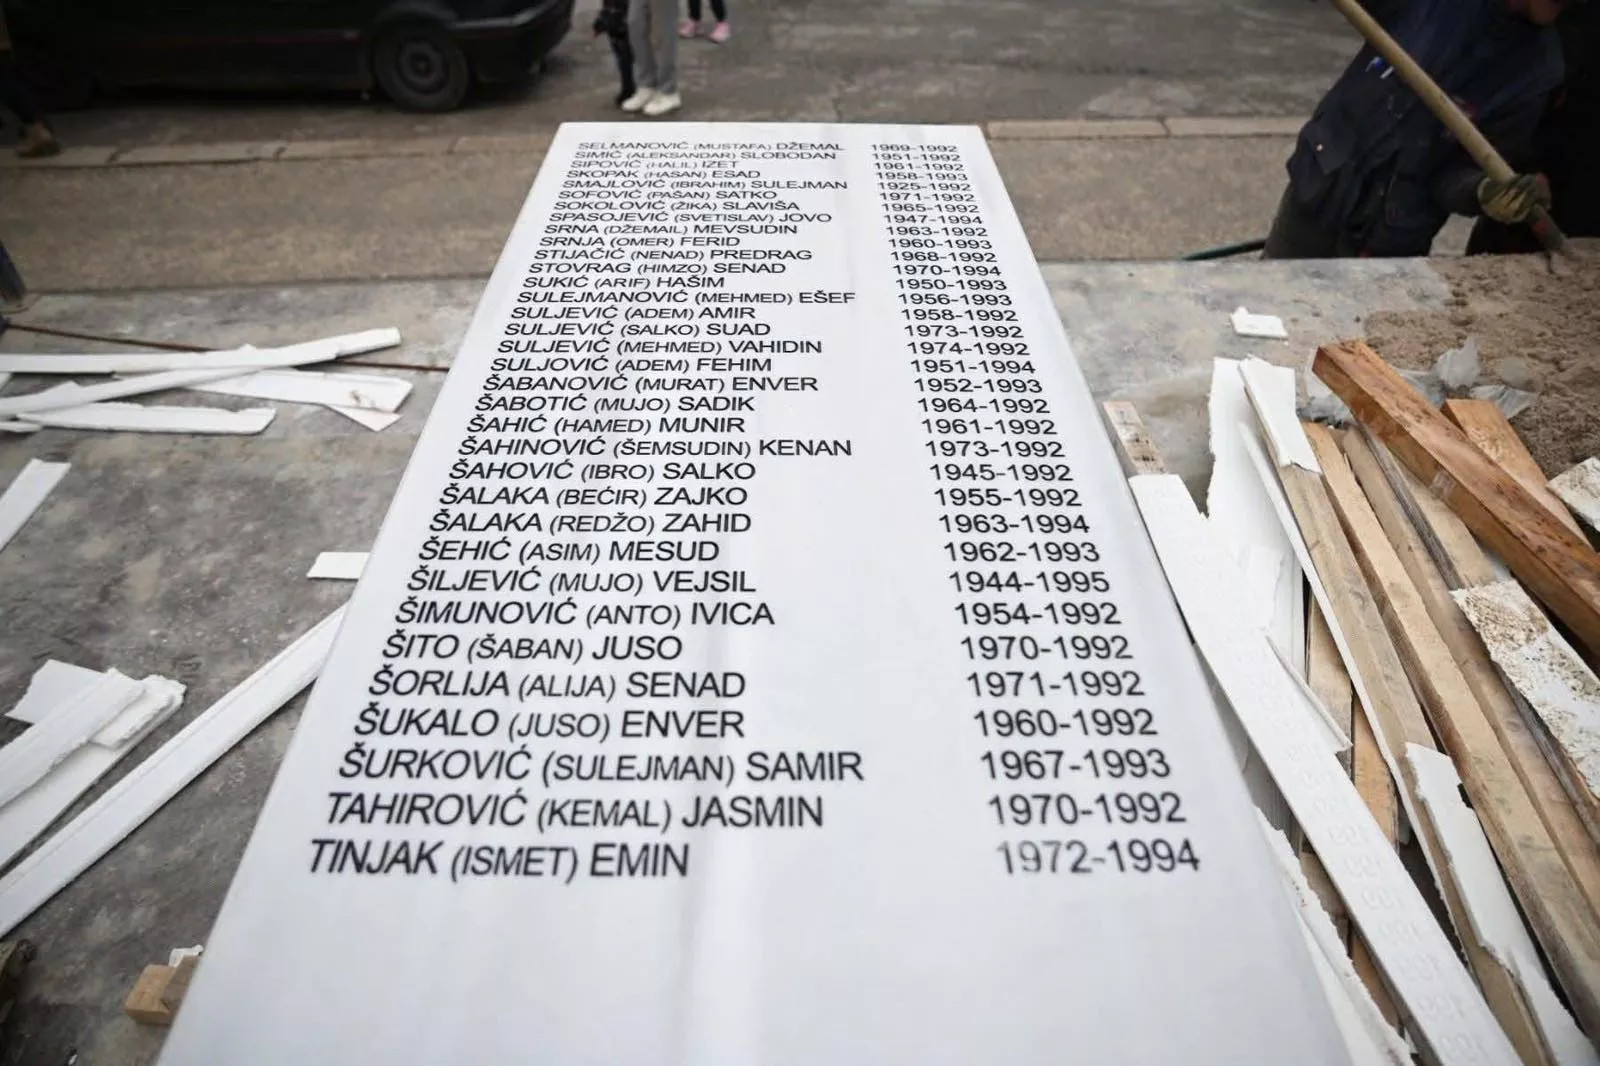 SELMANOVIĆ (MUSTAFA) DŽEMAL 1969-1992
SIMIĆ (ALEKSANDAR) SLOBODAN 1951-1992
SIPOVIĆ (HALIL) IZET 1961-1992
SKOPAK (HASAN) ESAD 1958-1993
SMAJLOVIĆ (IBRAHIM) SULEJMAN 1925-1992
SOFOVIĆ (PAŠAN) SATKO 1971-1992
SOKOLOVIĆ (ŽIKA) SLAVIŠA 1965-1992
SPASOJEVIĆ (SVETISLAV) JOVO 1947-1994
SRNA (DŽEMAIL) MEVSUDIN 1963-1992
SRNJA (OMER) FERID 1960-1993
STIJAČIĆ (NENAD) PREDRAG 1968-1992
STOVRAG (HIMZO) SENAD 1970-1994
SUKIĆ (ARIF) HAŠIM 1950-1993
SULEJMANOVIĆ (MEHMED) EŠEF 1956-1993
SULJEVIĆ (ADEM) AMIR 1958-1992
SULJEVIĆ (SALKO) SUAD 1973-1992
SULJEVIĆ (MEHMED) VAHIDIN 1974-1992
SULJOVIĆ (ADEM) FEHIM 1951-1994
ŠABANOVIĆ (MURAT) ENVER 1952-1993
ŠABOTIĆ (MUJO) SADIK 1964-1992
ŠAHIĆ (HAMED) MUNIR 1961-1992
ŠAHINOVIĆ (ŠEMSUDIN) KENAN 1973-1992
ŠAHOVIĆ (IBRO) SALKO 1945-1992
ŠALAKA (BEĆIR) ZAJKO 1955-1992
ŠALAKA (REDŽO) ZAHID 1963-1994
ŠEHIĆ (ASIM) MESUD 1962-1993
ŠILJEVIĆ (MUJO) VEJSIL 1944-1995
ŠIMUNOVIĆ (ANTO) IVICA 1954-1992
ŠITO (ŠABAN) JUSO 1970-1992
ŠORLIJA (ALIJA) SENAD 1971-1992
ŠUKALO (JUSO) ENVER 1960-1992
ŠURKOVIĆ (SULEJMAN) SAMIR 1967-1993
TAHIROVIĆ (KEMAL) JASMIN 1970-1992
TINJAK (ISMET) EMIN 1972-1994